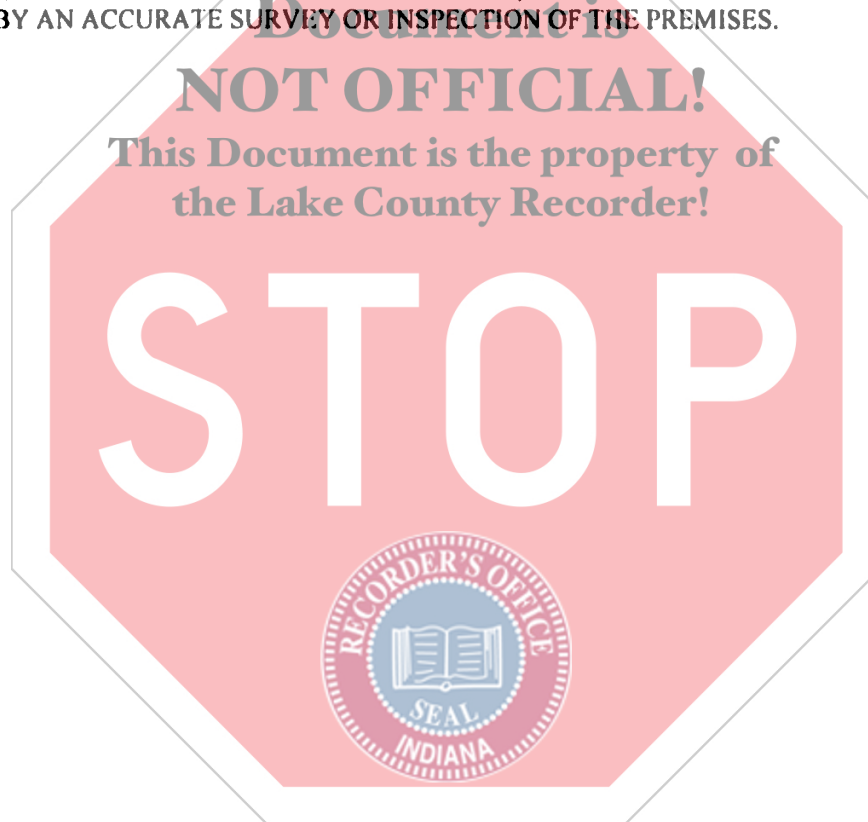 BY AN ACCURATE SURVEY OR INSPECTION OF THE PREMISES.
Document is
NOT OFFICIAL!
This Document is the property of
the Lake County Recorder!
STOP
RECORDER'S OFFICE
SEAL
INDIANA